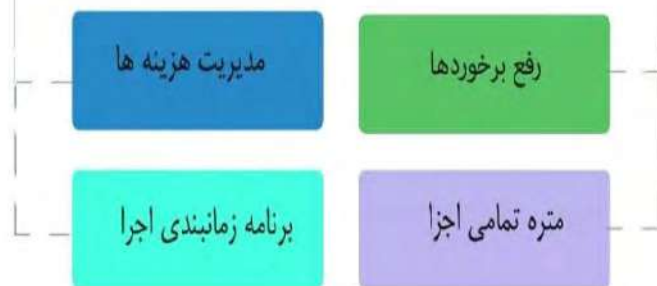 رفع برخوردها
مدیریت هزینه ها
متره تمامی اجزا
برنامه زمانبندی اجرا